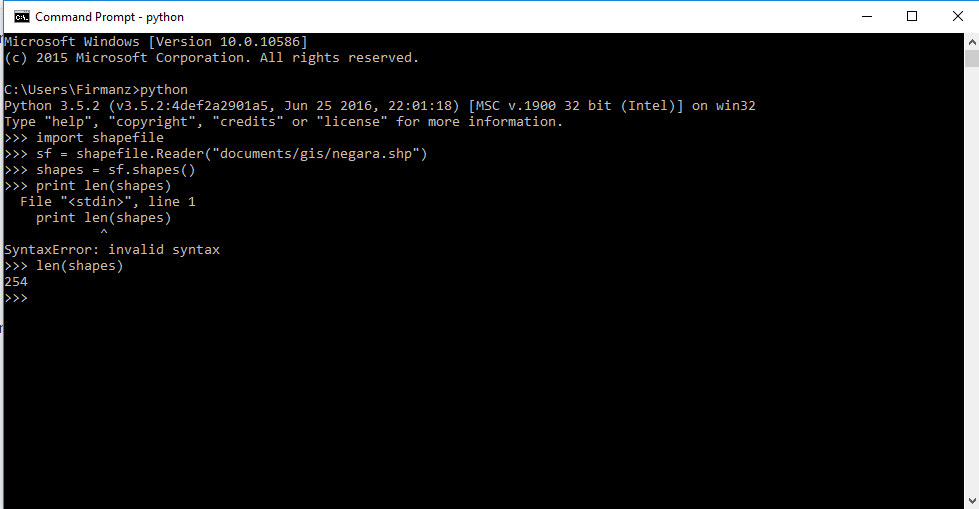 Command Prompt - python
Microsoft Windows [Version 10.0.10586]
(c) 2015 Microsoft Corporation. All rights reserved.
C:\Users\Firmanz>python
Python 3.5.2 (v3.5.2:4def2a2901a5, Jun 25 2016, 22:01:18) [MSC v.1900 32 bit (Intel)] on win32
Type "help", "copyright", "credits" or "license" for more information.
>>> import shapefile
>>> sf = shapefile.Reader("documents/gis/negara.shp")
>>> shapes = sf.shapes()
>>> print len(shapes)
  File "<stdin>", line 1
    print len(shapes)
            ^
SyntaxError: invalid syntax
>>> len(shapes)
254
>>>